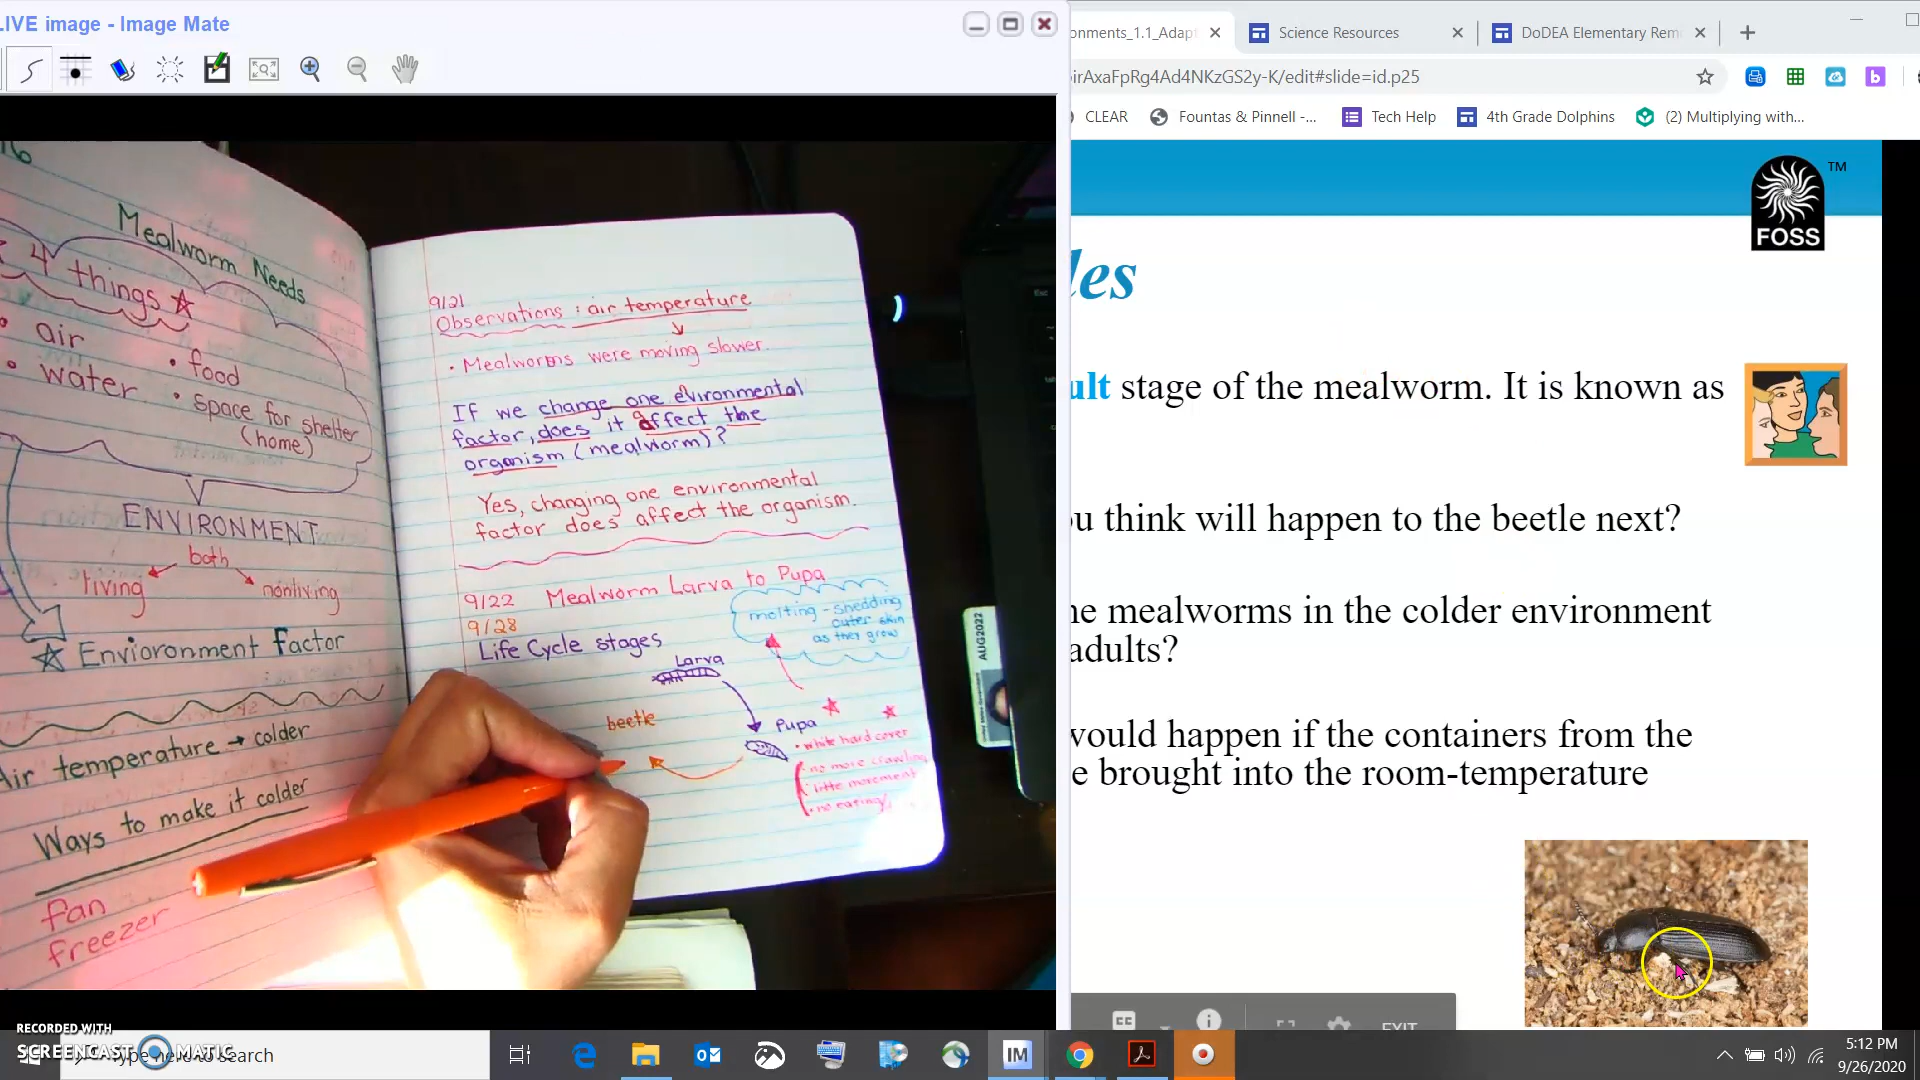 LIVE image - Image Mate
16
Mealworm Needs
4 things
• air
• water
• food
• space for shelter
(home)
ENVIRONMENT
both
living
nonliving
Envioronment Factor
Air temperature → colder
Ways to make it colder
fan
freezer
9/21
Observations : air temperature
• Mealworms were moving slower.
If we change one evironmental
factor, does it affect the
organism (mealworm)?
Yes, changing one environmental
factor does affect the organism.
9/22 Mealworm Larva to Pupa
9/28
molting - shedding
outer skin
as they grow
Life Cycle stages
Larva
beetle
Pupa
• white hard cover
• no more crawling
• little movement
• no eating
AUG2022
onments_1.1_Adapt
Science Resources
DoDEA Elementary Rem
pirAxaFpRg4Ad4NKzGS2y-K/edit#slide=id.p25
CLEAR
Fountas & Pinnell -...
Tech Help
4th Grade Dolphins
(2) Multiplying with...
FOSS
TM
les
ult stage of the mealworm. It is known as
ou think will happen to the beetle next?
he mealworms in the colder environment
adults?
would happen if the containers from the
e brought into the room-temperature
CC
EXIT
RECORDED WITH
SCREENCAST MATIC
Type here to search
IM
5:12 PM
9/26/2020